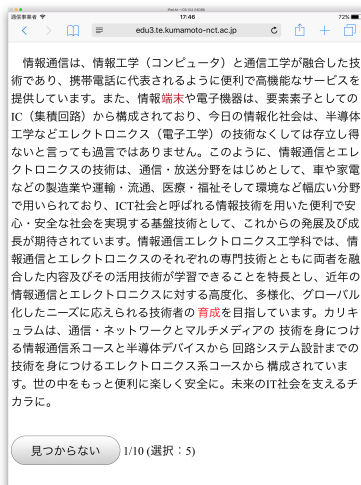 通信事業者
17:46
72%
edu3.te.kumamoto-nct.ac.jp
情報通信は、情報工学（コンピュータ）と通信工学が融合した技
術であり、携帯電話に代表されるように便利で高機能なサービスを
提供しています。また、情報端末や電子機器は、要素素子としての
IC（集積回路）から構成されており、今日の情報化社会は、半導体
工学などエレクトロニクス（電子工学）の技術なくしては存立し得
ないと言っても過言ではありません。このように、情報通信とエレ
クトロニクスの技術は、通信・放送分野をはじめとして、車や家電
などの製造業や運輸・流通、医療・福祉そして環境など幅広い分野
で用いられており、ICT社会と呼ばれる情報技術を用いた便利で安
心・安全な社会を実現する基盤技術として、これからの発展及び成
長が期待されています。情報通信エレクトロニクス工学科では、情
報通信とエレクトロニクスのそれぞれの専門技術とともに両者を融
合した内容及びその活用技術が学習できることを特長とし、近年の
情報通信とエレクトロニクスに対する高度化、多様化、グローバル
化したニーズに応えられる技術者の 育成を目指しています。カリキ
ュラムは、通信・ネットワークとマルチメディアの 技術を身につけ
る情報通信系コースと半導体デバイスから 回路システム設計までの
技術を身につけるエレクトロニクス系コースから 構成されていま
す。世の中をもっと便利に楽しく安全に。未来のIT社会を支えるチ
カラに。
見つからない 1/10 (選択：5)